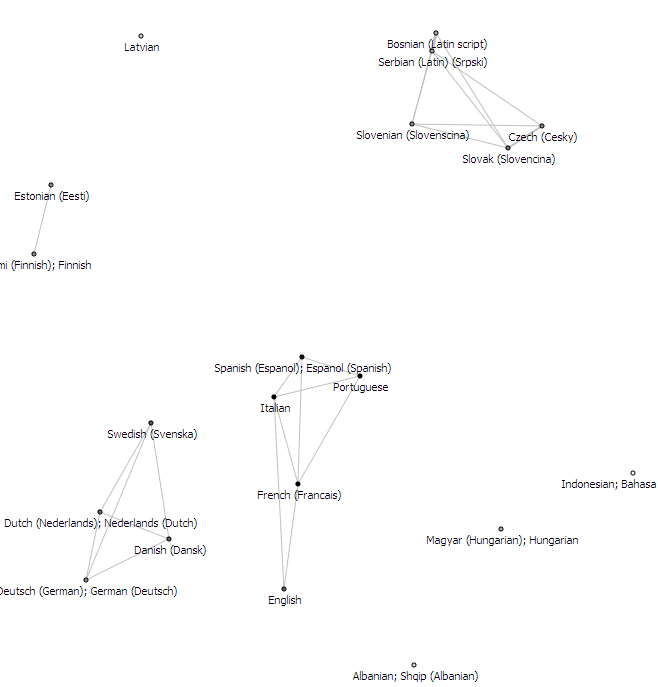 Latvian
Bosnian (Latin script)
Serbian (Latin) (Srpski)
Slovenian (Slovenscina)
Czech (Cesky)
Slovak (Slovencina)
Estonian (Eesti)
mi (Finnish); Finnish
Spanish (Espanol); Espanol (Spanish)
Portuguese
Italian
Swedish (Svenska)
Indonesian; Bahasa
French (Francais)
Dutch (Nederlands); Nederlands (Dutch)
Magyar (Hungarian); Hungarian
Danish (Dansk)
Deutsch (German); German (Deutsch)
English
Albanian; Shqip (Albanian)